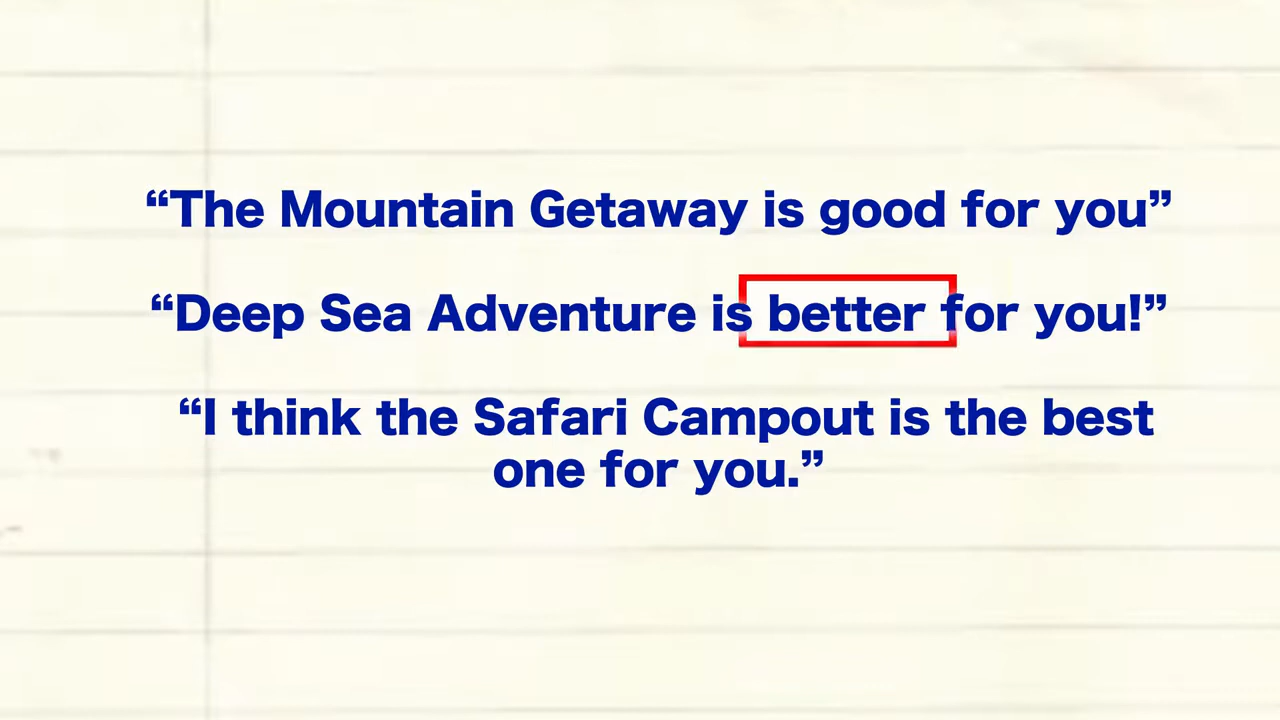 “The Mountain Getaway is good for you”
“Deep Sea Adventure is better for you!”
“I think the Safari Campout is the best
one for you.”